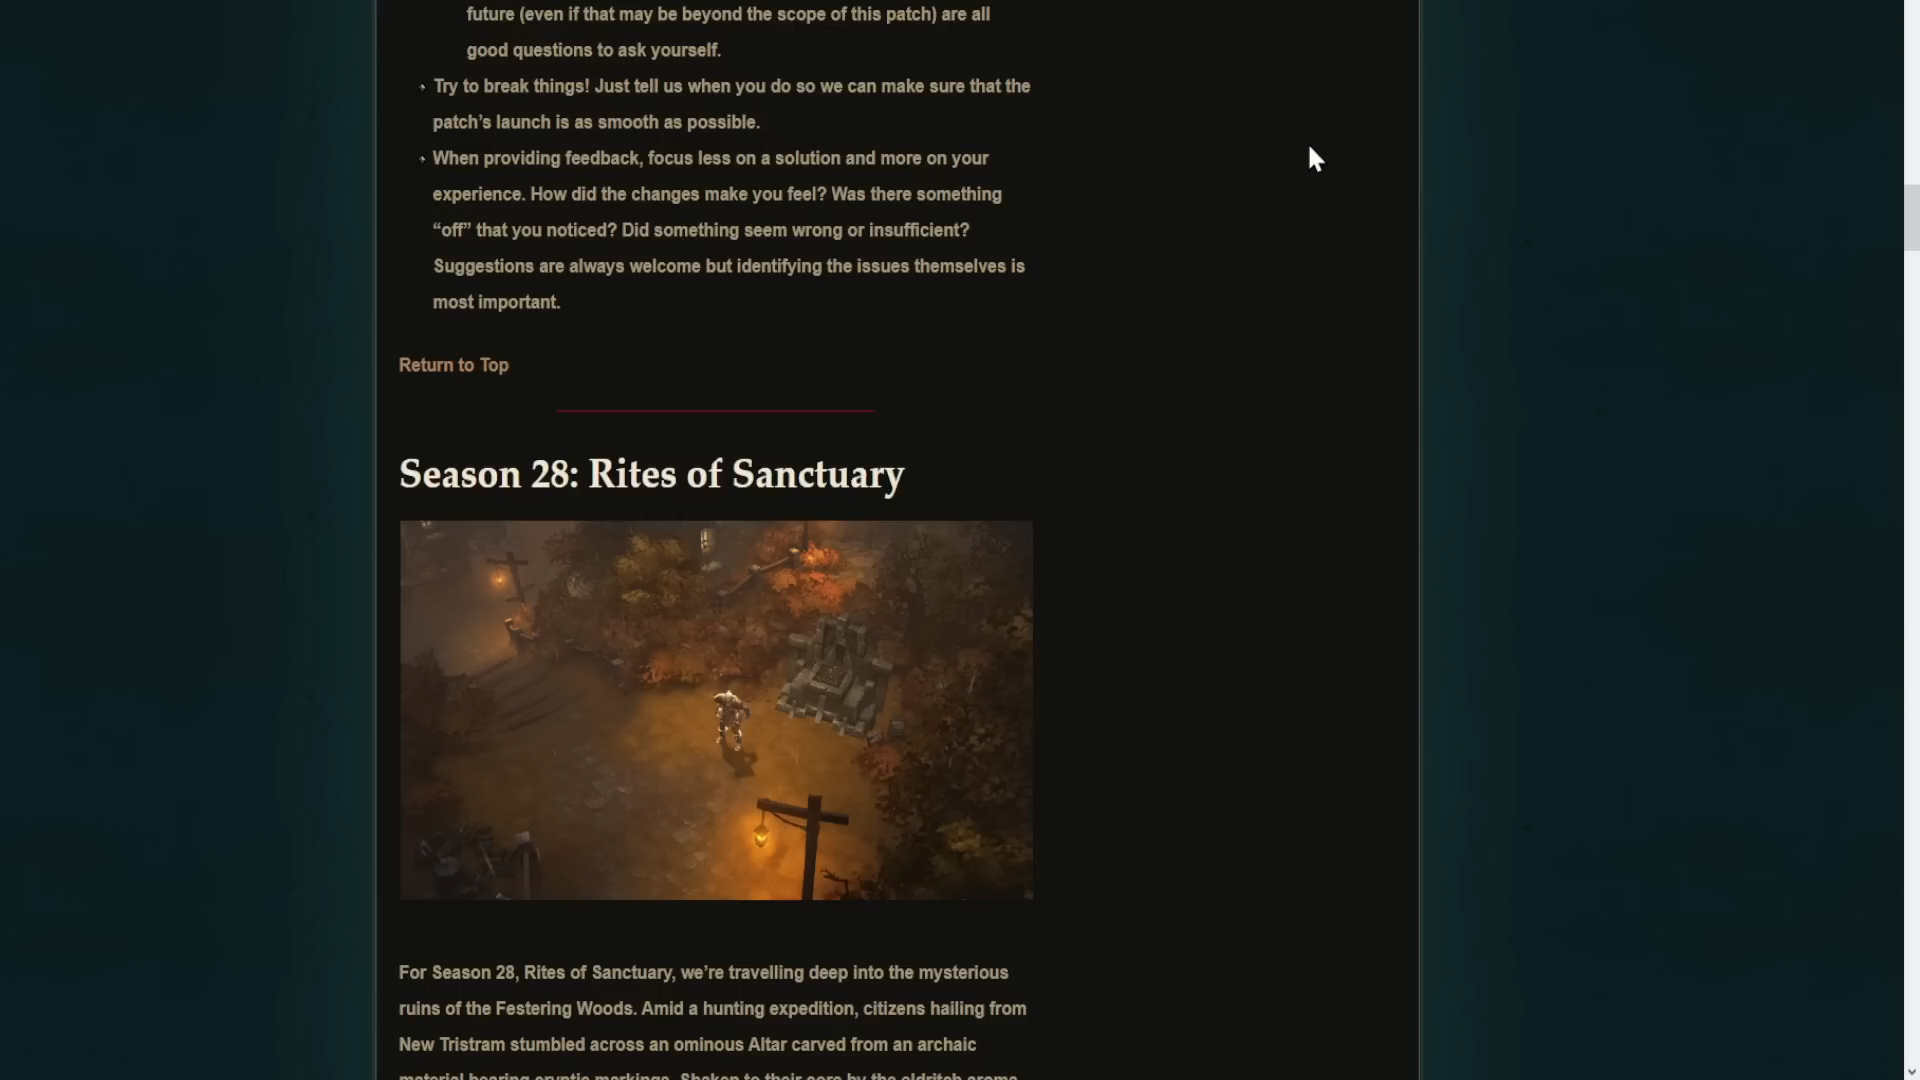 future (even if that may be beyond the scope of this patch) are all
good questions to ask yourself.
Try to break things! Just tell us when you do so we can make sure that the
patch’s launch is as smooth as possible.
When providing feedback, focus less on a solution and more on your
experience. How did the changes make you feel? Was there something
“off” that you noticed? Did something seem wrong or insufficient?
Suggestions are always welcome but identifying the issues themselves is
most important.
Return to Top
Season 28: Rites of Sanctuary
For Season 28, Rites of Sanctuary, we’re travelling deep into the mysterious
ruins of the Festering Woods. Amid a hunting expedition, citizens hailing from
New Tristram stumbled across an ominous Altar carved from an archaic
material bearing cryptic markings. Shaken to their core by the eldritch